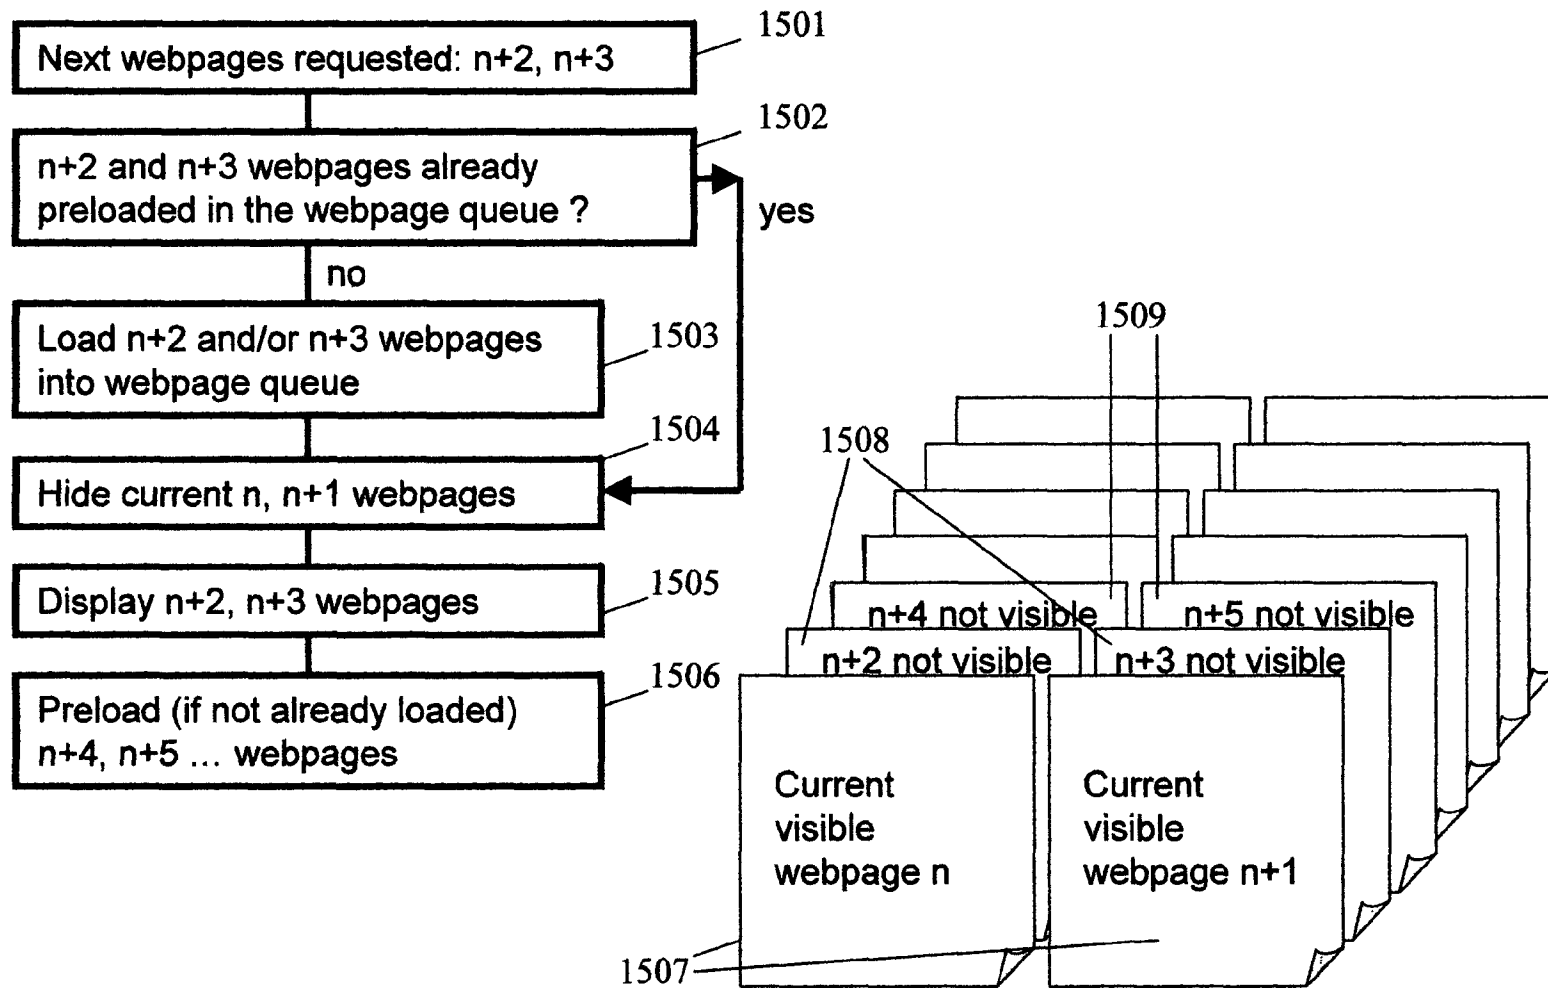 1501
Next webpages requested: n+2, n+3
1502
n+2 and n+3 webpages already
preloaded in the webpage queue ?
yes
no
1503
Load n+2 and/or n+3 webpages
into webpage queue
1504
Hide current n, n+1 webpages
1505
Display n+2, n+3 webpages
1506
Preload (if not already loaded)
n+4, n+5 ... webpages
1509
1508
n+4 not visible
n+5 not visible
n+2 not visible
n+3 not visible
Current
visible
webpage n
Current
visible
webpage n+1
1507